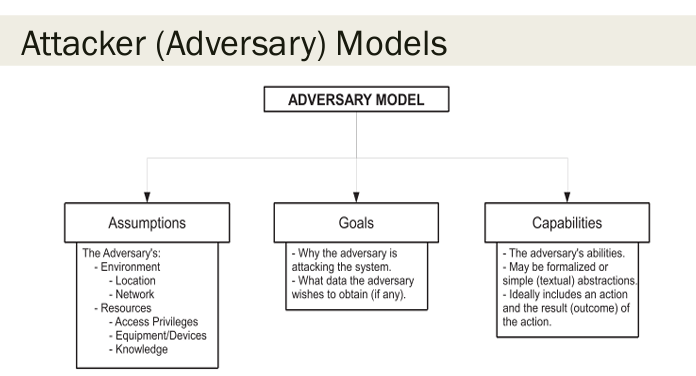 Attacker (Adversary) Models
ADVERSARY MODEL
Assumptions
The Adversary's:
- Environment
- Location
- Network
- Resources
- Access Privileges
- Equipment/Devices
- Knowledge
Goals
- Why the adversary is
attacking the system.
- What data the adversary
wishes to obtain (if any).
Capabilities
- The adversary's abilities.
- May be formalized or
simple (textual) abstractions.
- Ideally includes an action
and the result (outcome) of
the action.